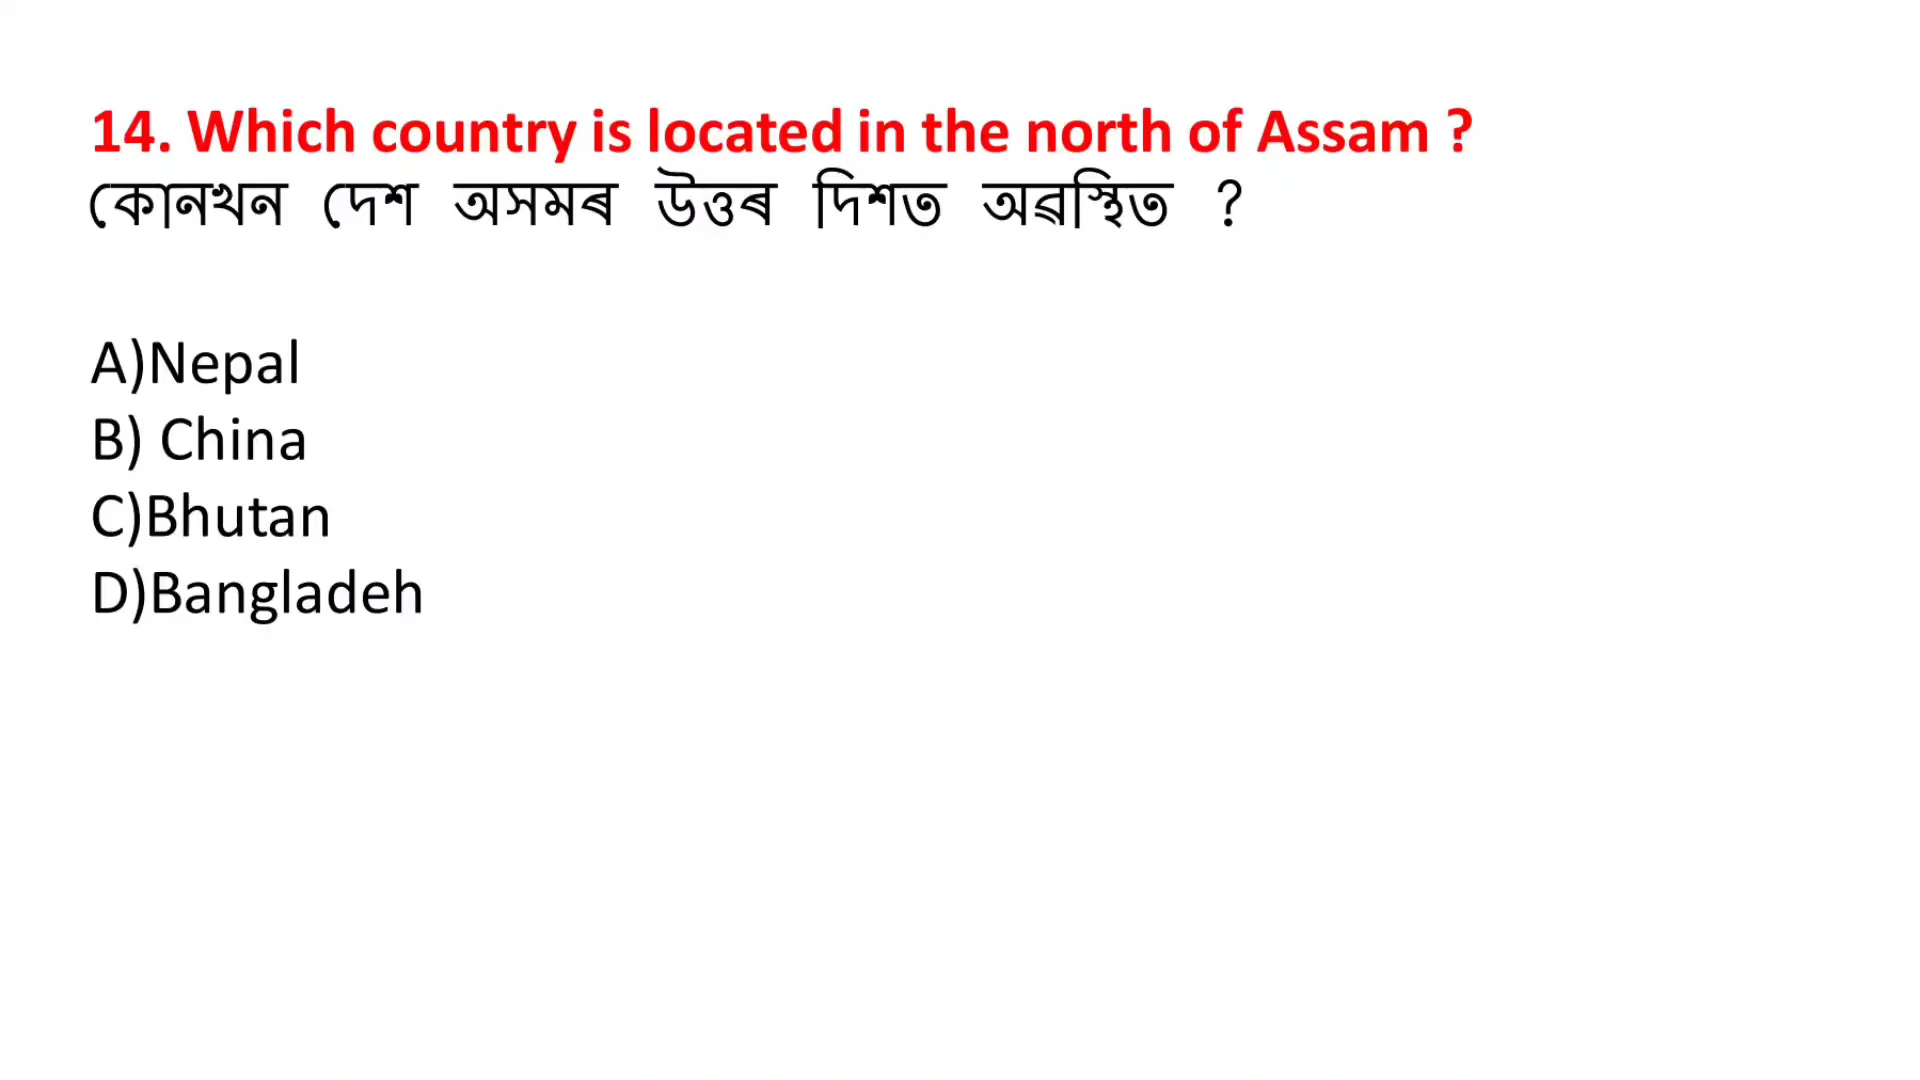 14. Which country is located in the north of Assam ?
কোনখন দেশ অসমৰ উত্তৰ দিশত অৱস্থিত ?
A)Nepal
B) China
C)Bhutan
D)Bangladeh